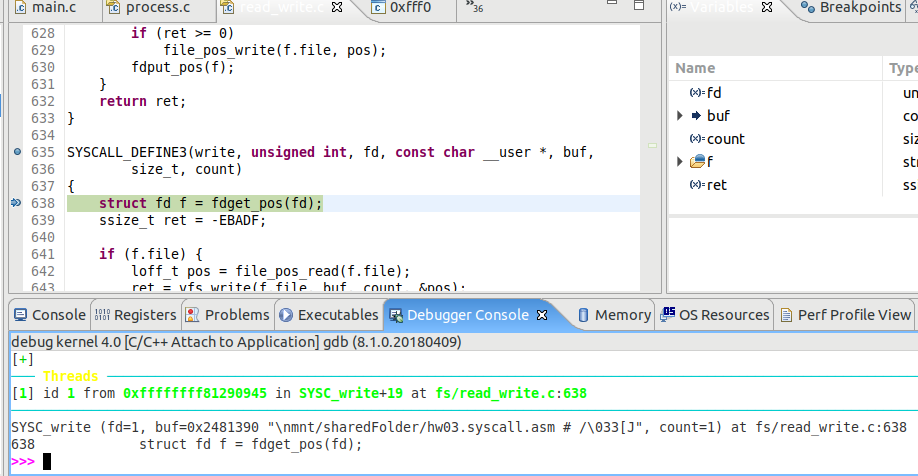 main.c process.c read_write.c 0xfff0 »36 (x)= Variables Breakpoints
628 if (ret >= 0)
629 file_pos_write(f.file, pos);
630 fdput_pos(f);
631 }
632 return ret;
633 }
634
635 SYSCALL_DEFINE3(write, unsigned int, fd, const char __user *, buf,
636 size_t, count)
637 {
638 struct fd f = fdget_pos(fd);
639 ssize_t ret = -EBADF;
640
641 if (f.file) {
642 loff_t pos = file_pos_read(f.file);
643 ret = vfs_write(f.file, buf, count, &pos);
Name Type
(x)= fd un
buf co
(x)= count siz
f str
(x)= ret ss
Console Registers Problems Executables Debugger Console Memory OS Resources Perf Profile View
debug kernel 4.0 [C/C++ Attach to Application] gdb (8.1.0.20180409)
[+]
Threads
[1] id 1 from 0xffffffff81290945 in SYSC_write+19 at fs/read_write.c:638
SYSC_write (fd=1, buf=0x2481390 "\nmnt/sharedFolder/hw03.syscall.asm # /\033[J", count=1) at fs/read_write.c:638
638 struct fd f = fdget_pos(fd);
>>>